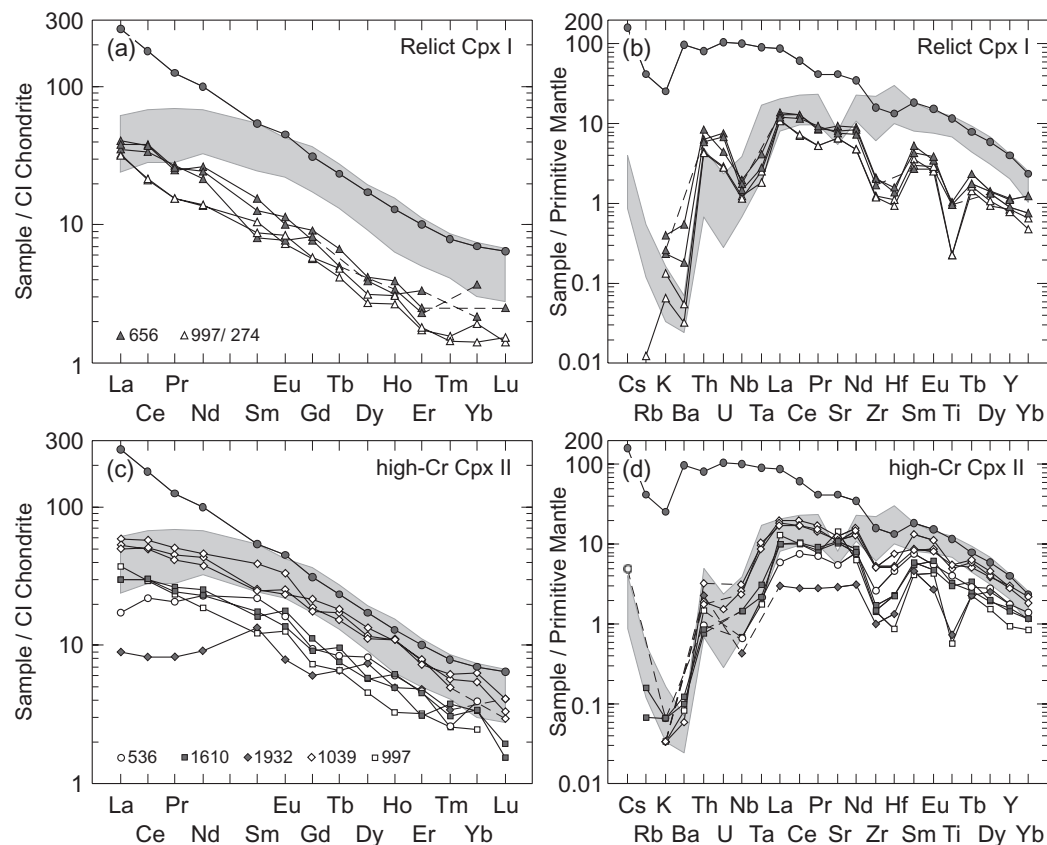 300
100
10
1
Sample / CI Chondrite
(a)
Relict Cpx I
656
997/ 274
La Pr Eu Tb Ho Tm Lu
Ce Nd Sm Gd Dy Er Yb
200
100
10
1
0.1
0.01
Sample / Primitive Mantle
(b)
Relict Cpx I
Cs K Th Nb La Pr Nd Hf Eu Tb Y
Rb Ba U Ta Ce Sr Zr Sm Ti Dy Yb
300
100
10
1
Sample / CI Chondrite
(c)
high-Cr Cpx II
536 1610 1932 1039 997
La Pr Eu Tb Ho Tm Lu
Ce Nd Sm Gd Dy Er Yb
200
100
10
1
0.1
0.01
Sample / Primitive Mantle
(d)
high-Cr Cpx II
Cs K Th Nb La Pr Nd Hf Eu Tb Y
Rb Ba U Ta Ce Sr Zr Sm Ti Dy Yb